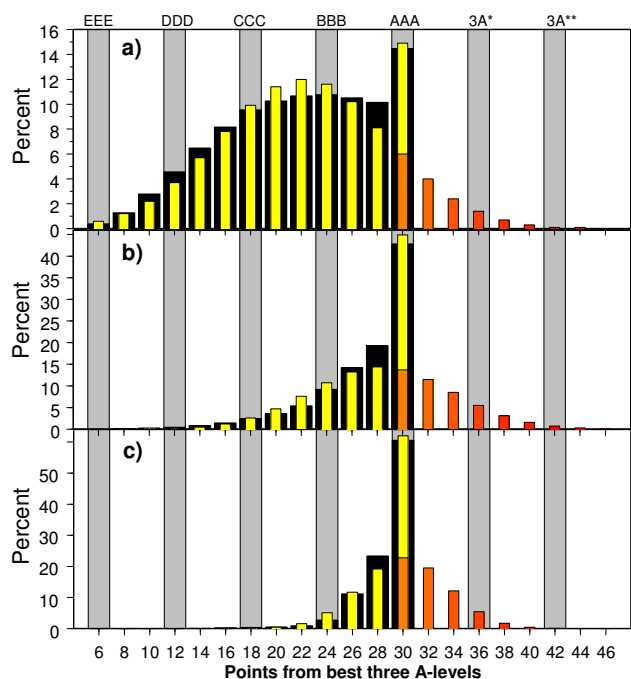 EEE DDD CCC BBB AAA 3A* 3A**
a)
Percent
16
14
12
10
8
6
4
2
0
b)
Percent
40
35
30
25
20
15
10
5
0
c)
Percent
50
40
30
20
10
0
6 8 10 12 14 16 18 20 22 24 26 28 30 32 34 36 38 40 42 44 46
Points from best three A-levels